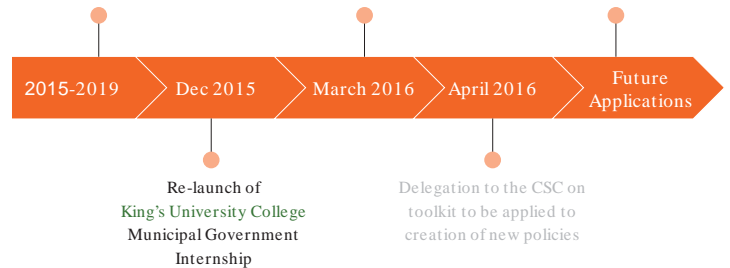 2015-2019
Dec 2015
March 2016
April 2016
Future
Applications
Re-launch of
King's University College
Municipal Government
Internship
Delegation to the CSC on
toolkit to be applied to
creation of new policies